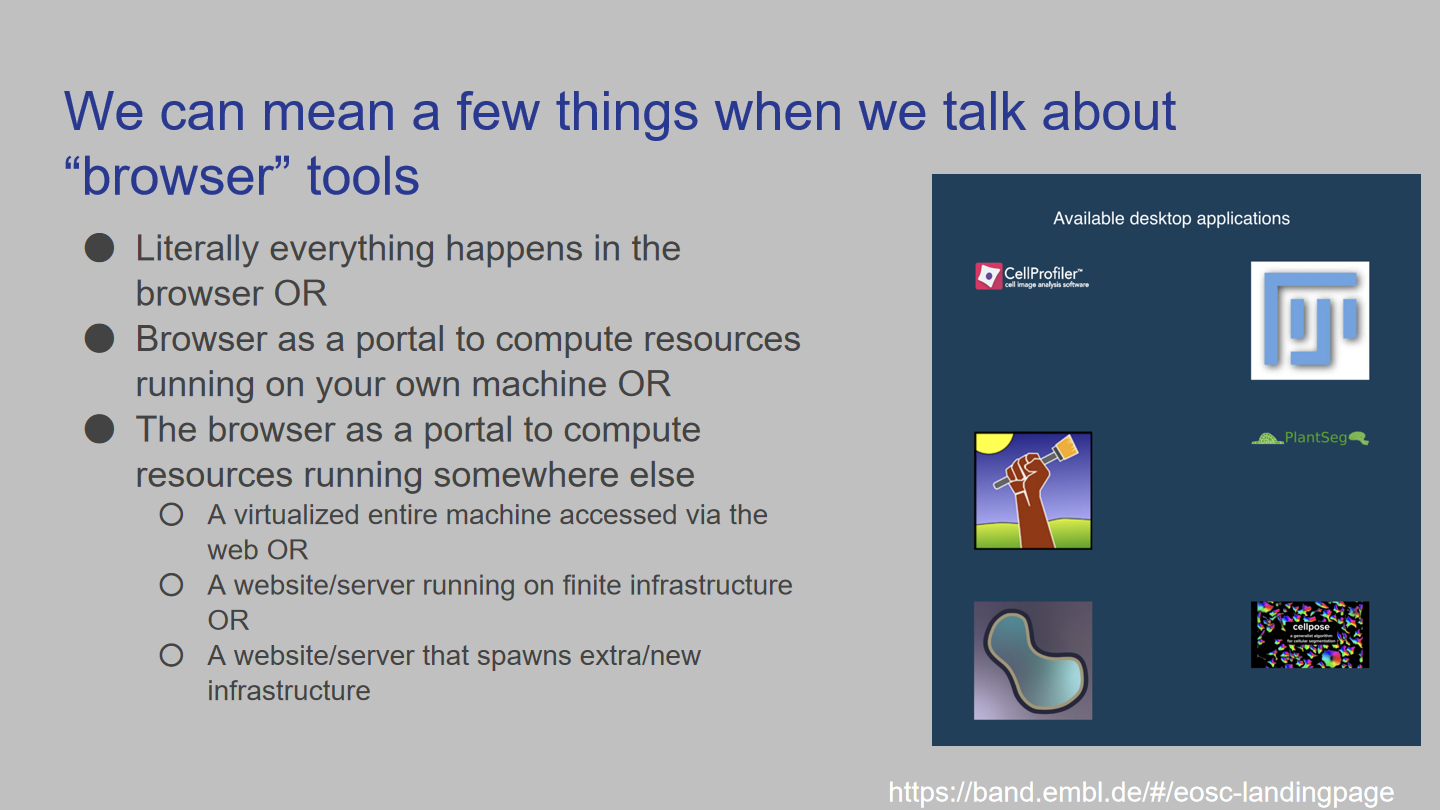 We can mean a few things when we talk about
“browser” tools
● Literally everything happens in the
browser OR
● Browser as a portal to compute resources
running on your own machine OR
● The browser as a portal to compute
resources running somewhere else
○ A virtualized entire machine accessed via the
web OR
○ A website/server running on finite infrastructure
OR
○ A website/server that spawns extra/new
infrastructure
Available desktop applications
CellProfiler™
cell image analysis software
PlantSeg
cellpose
a generalist algorithm
for cellular segmentation
https://band.embl.de/#/eosc-landingpage